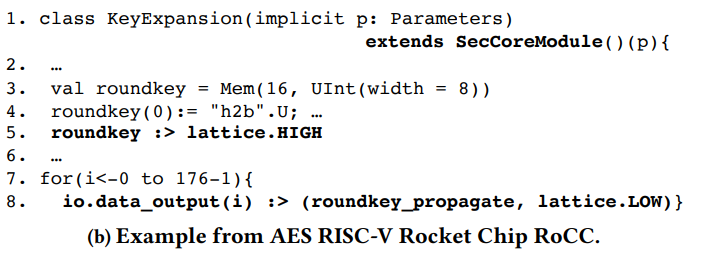 1. class KeyExpansion(implicit p: Parameters)
extends SecCoreModule()(p){
2. …
3. val roundkey = Mem(16, UInt(width = 8))
4. roundkey(0):= "h2b".U; …
5. roundkey :> lattice.HIGH
6. …
7. for(i<-0 to 176-1){
8. io.data_output(i) :> (roundkey_propagate, lattice.LOW)}
(b) Example from AES RISC-V Rocket Chip RoCC.